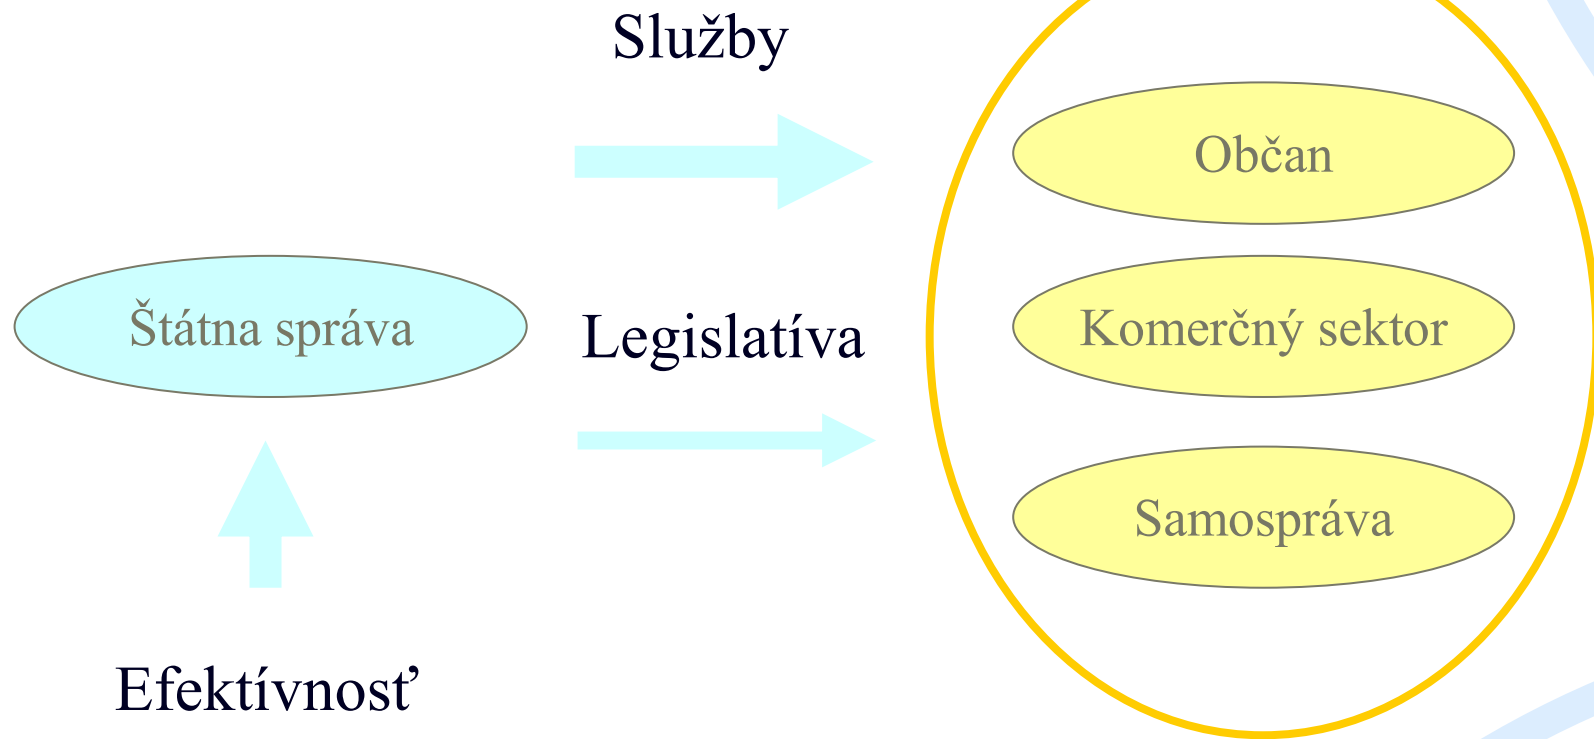 Služby
Občan
Štátna správa
Legislatíva
Komerčný sektor
Samospráva
Efektívnosť